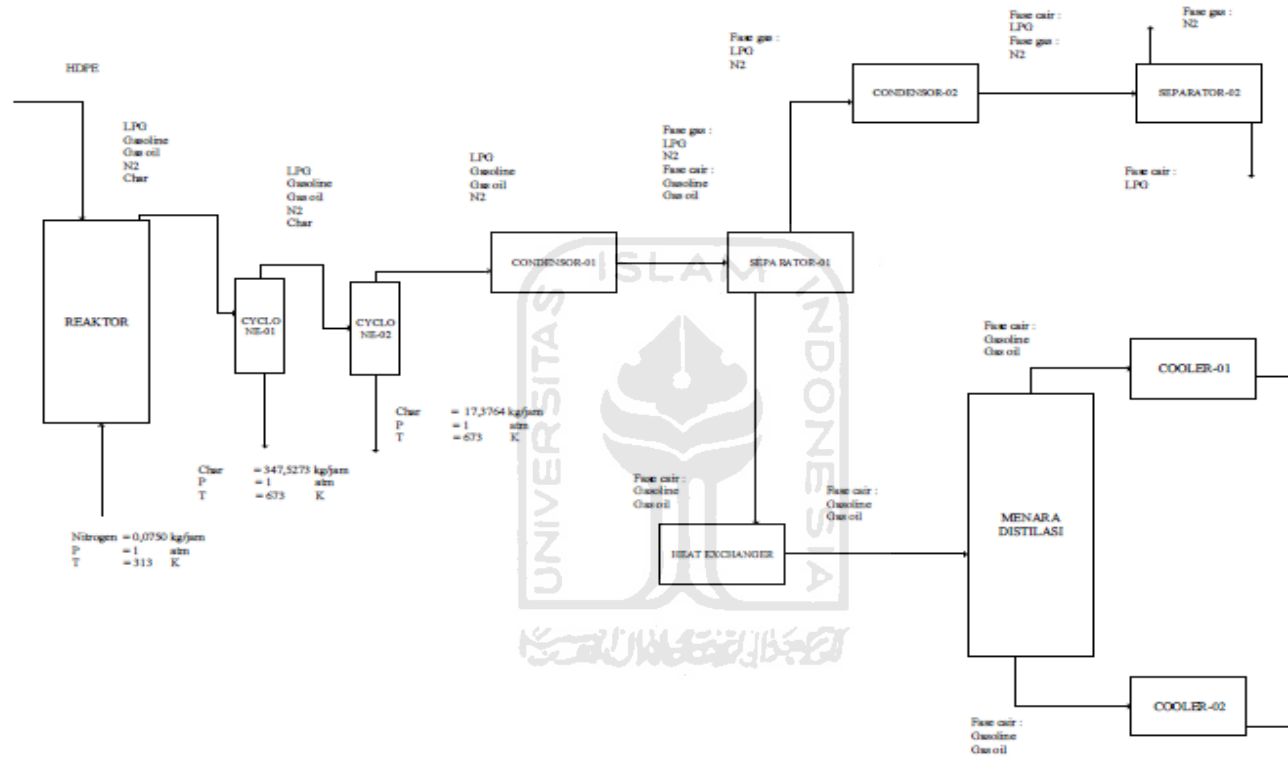 HDPE
LPG
Gasoline
Gas oil
N2
Char
REAKTOR
Nitrogen = 0,0750 kg/jam
P = 1 atm
T = 313 K
LPG
Gasoline
Gas oil
N2
Char
CYCLO
NE-01
Char = 347,5273 kg/jam
P = 1 atm
T = 673 K
CYCLO
NE-02
Char = 17,3764 kg/jam
P = 1 atm
T = 673 K
LPG
Gasoline
Gas oil
N2
CONDENSOR-01
Fase gas :
LPG
N2
Fase cair :
Gasoline
Gas oil
SEPARATOR-01
Fase gas :
LPG
N2
CONDENSOR-02
Fase cair :
LPG
Fase gas :
N2
Fase gas :
N2
SEPARATOR-02
Fase cair :
LPG
Fase cair :
Gasoline
Gas oil
HEAT EXCHANGER
Fase cair :
Gasoline
Gas oil
MENARA
DISTILASI
Fase cair :
Gasoline
Gas oil
COOLER-01
Fase cair :
Gasoline
Gas oil
COOLER-02
UNIVERSITAS
ISLAM
INDONESIA